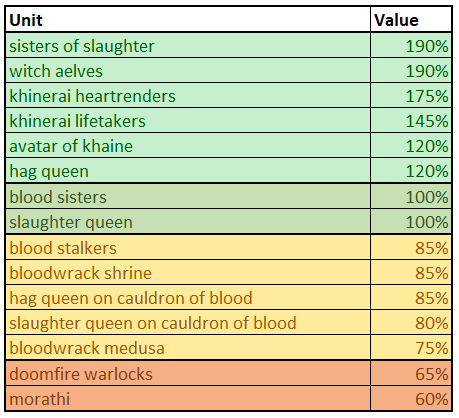 Unit Value
sisters of slaughter 190%
witch aelves 190%
khinerai heartrenders 175%
khinerai lifetakers 145%
avatar of khaine 120%
hag queen 120%
blood sisters 100%
slaughter queen 100%
blood stalkers 85%
bloodwrack shrine 85%
hag queen on cauldron of blood 85%
slaughter queen on cauldron of blood 80%
bloodwrack medusa 75%
doomfire warlocks 65%
morathi 60%